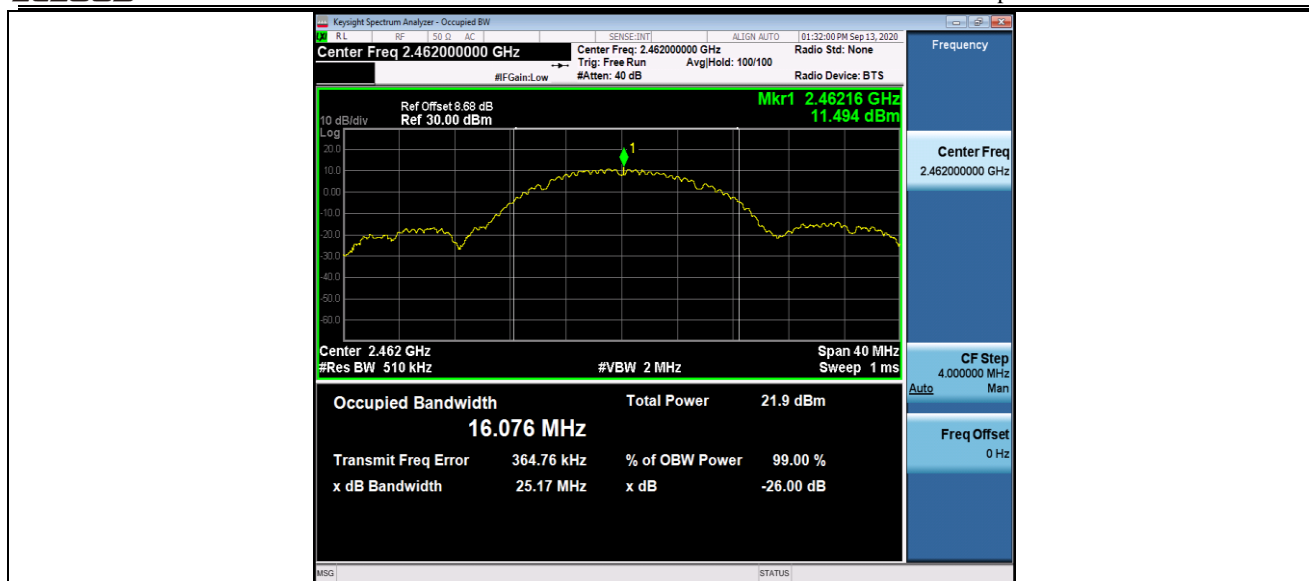 Keysight Spectrum Analyzer - Occupied BW
RL RF 50 Ω AC SENSE:INT ALIGN AUTO 01:32:00 PM Sep 13, 2020
Center Freq 2.462000000 GHz
Center Freq: 2.462000000 GHz Radio Std: None
Trig: Free Run Avg|Hold: 100/100
#IFGain:Low #Atten: 40 dB Radio Device: BTS
Frequency
Mkr1 2.46216 GHz
11.494 dBm
Ref Offset 8.68 dB
10 dB/div Ref 30.00 dBm
Log
20.0
10.0
0.00
-10.0
-20.0
-30.0
-40.0
-50.0
-60.0
1
Center 2.462 GHz Span 40 MHz
#Res BW 510 kHz #VBW 2 MHz Sweep 1 ms
Occupied Bandwidth Total Power 21.9 dBm
16.076 MHz
Transmit Freq Error 364.76 kHz % of OBW Power 99.00 %
x dB Bandwidth 25.17 MHz x dB -26.00 dB
Center Freq
2.462000000 GHz
CF Step
4.000000 MHz
Auto Man
Freq Offset
0 Hz
MSG STATUS